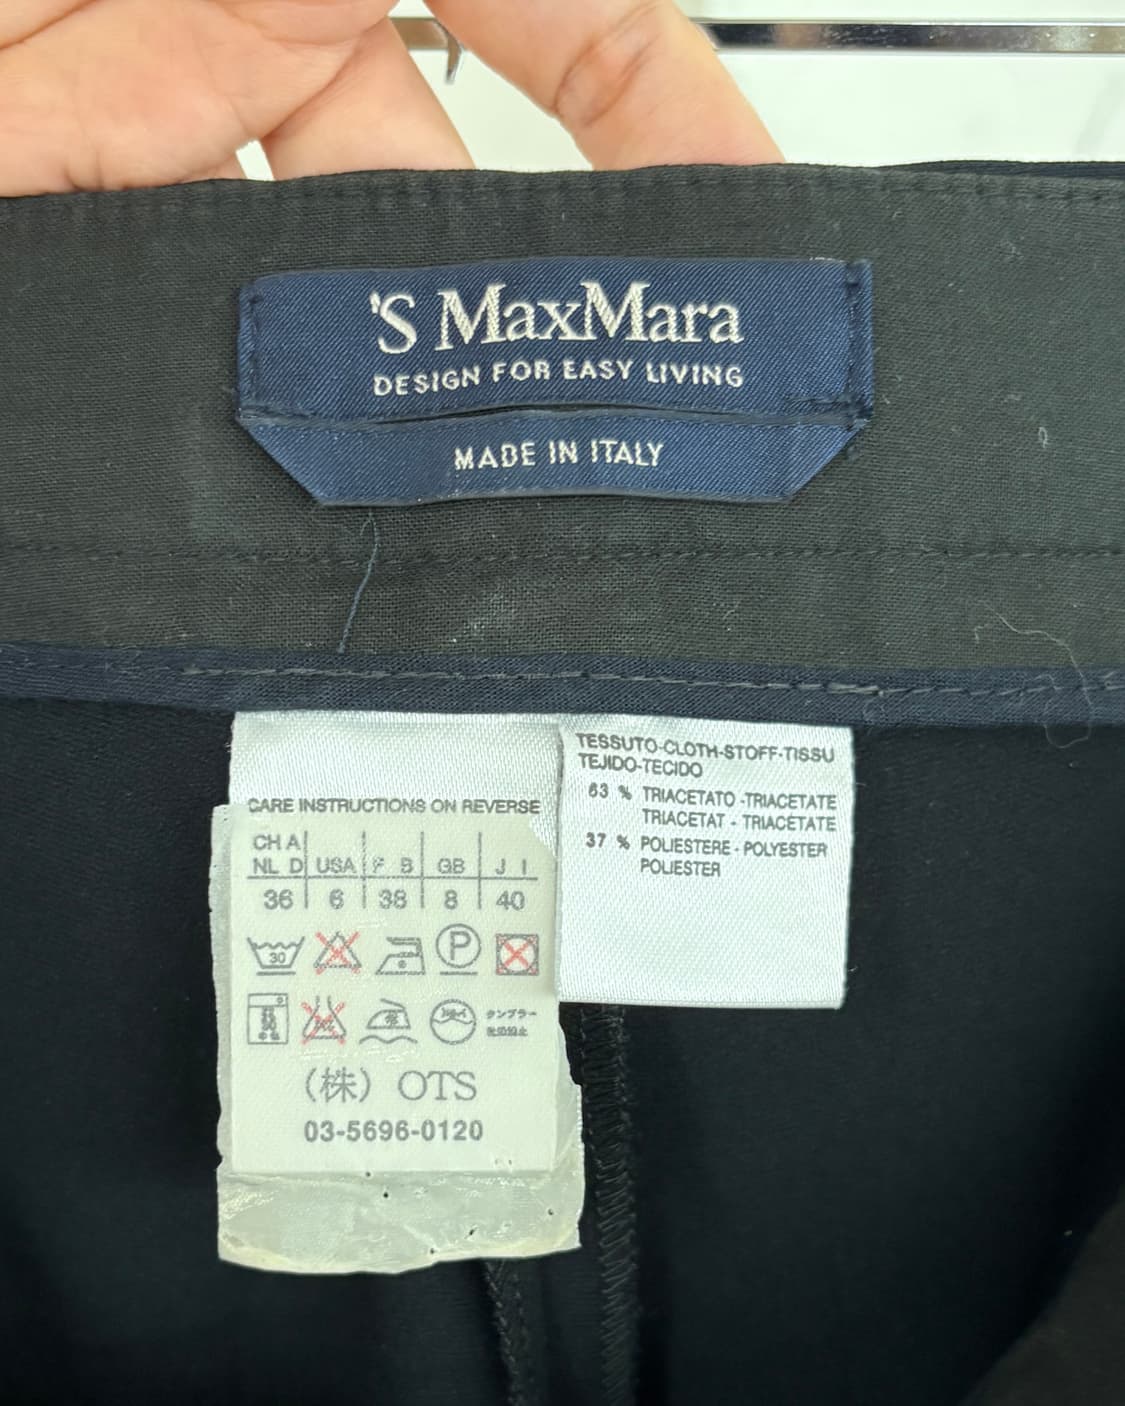 'S MaxMara
DESIGN FOR EASY LIVING
MADE IN ITALY
CARE INSTRUCTIONS ON REVERSE
CH A
NL D USA F B GB J I
36 6 38 8 40
30 P
タンブラー
(株) OTS
03-5696-0120
TESSUTO-CLOTH-STOFF-TISSU
TEJIDO-TECIDO
63 % TRIACETATO -TRIACETATE
TRIACETAT - TRIACÉTATE
37 % POLIESTERE - POLYESTER
POLIESTER